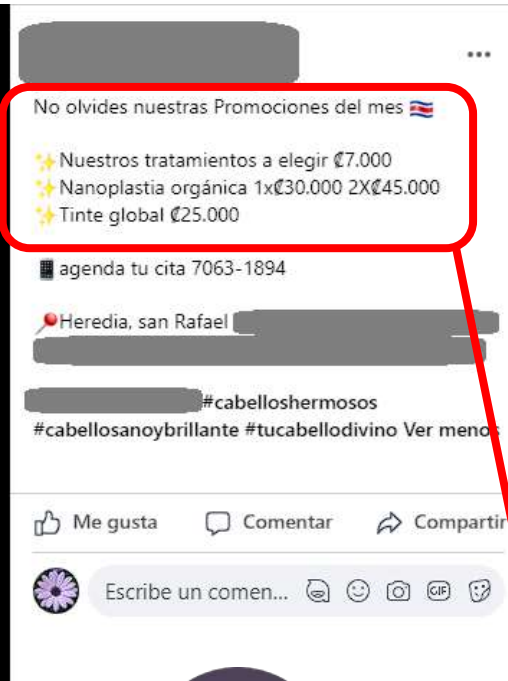 No olvides nuestras Promociones del mes 🇨🇷
✨Nuestros tratamientos a elegir ₡7.000
✨Nanoplastia orgánica 1x₡30.000 2X₡45.000
✨Tinte global ₡25.000
📱agenda tu cita 7063-1894
📍Heredia, san Rafael
#cabelloshermosos
#cabellosanoybrillante #tucabellodivino Ver menos
Me gusta Comentar Compartir
Escribe un comen... GIF